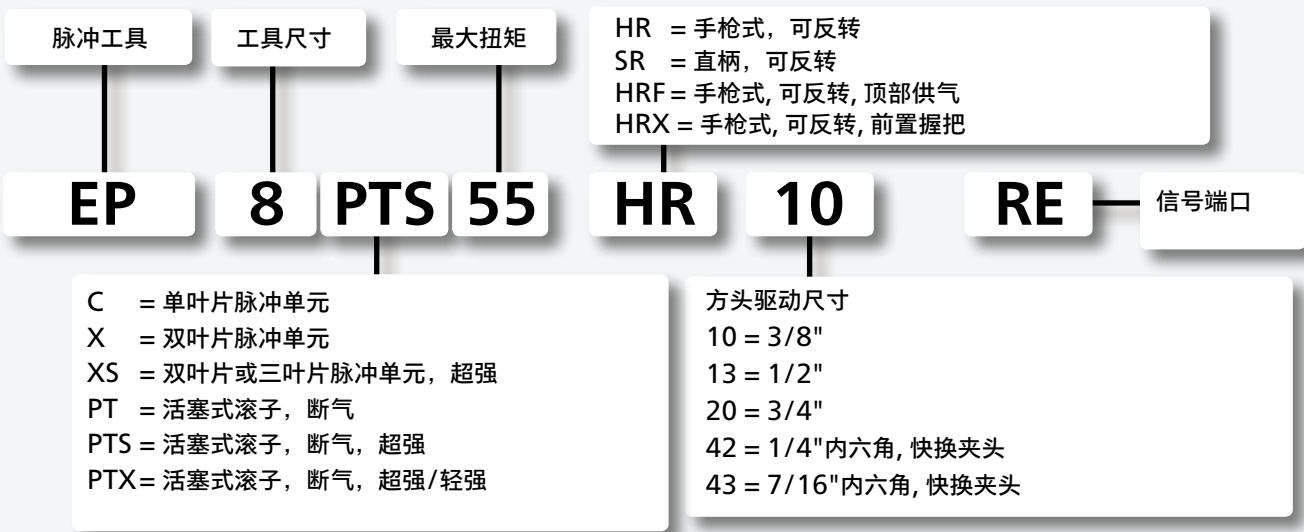 脉冲工具
工具尺寸
最大扭矩
HR = 手枪式，可反转
SR = 直柄，可反转
HRF = 手枪式, 可反转, 顶部供气
HRX = 手枪式, 可反转, 前置握把
EP 8 PTS 55 HR 10 RE
信号端口
C = 单叶片脉冲单元
X = 双叶片脉冲单元
XS = 双叶片或三叶片脉冲单元，超强
PT = 活塞式滚子，断气
PTS = 活塞式滚子，断气，超强
PTX = 活塞式滚子，断气，超强/轻强
方头驱动尺寸
10 = 3/8"
13 = 1/2"
20 = 3/4"
42 = 1/4"内六角, 快换夹头
43 = 7/16"内六角, 快换夹头